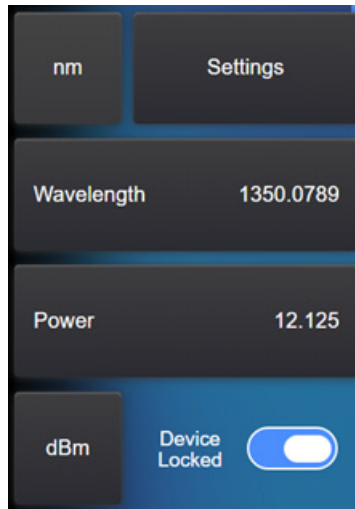 nm
Settings
Wavelength 1350.0789
Power 12.125
dBm
Device
Locked